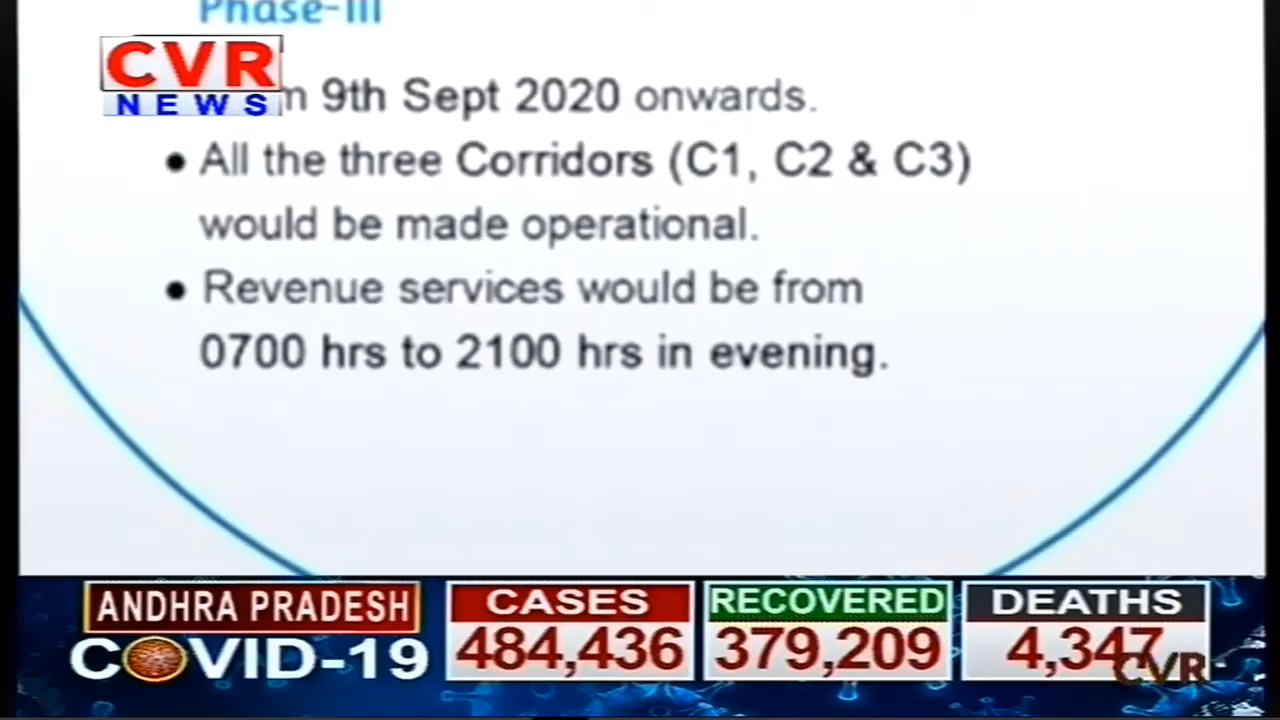 Phase-III
CVR
NEWS
m 9th Sept 2020 onwards.
• All the three Corridors (C1, C2 & C3)
would be made operational.
• Revenue services would be from
0700 hrs to 2100 hrs in evening.
ANDHRA PRADESH
COVID-19
CASES
484,436
RECOVERED
379,209
DEATHS
4,347
CVR